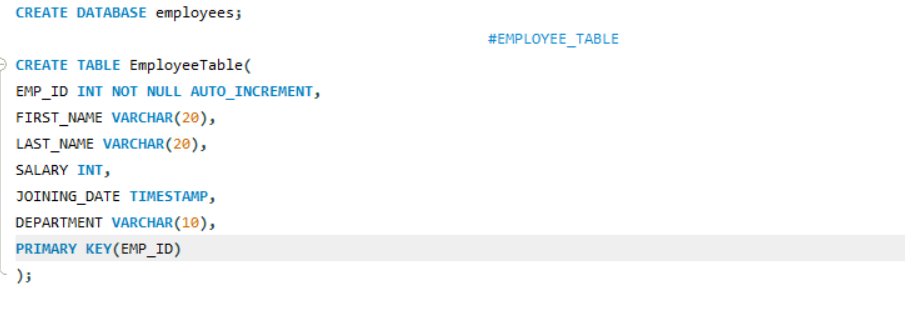 CREATE DATABASE employees;
#EMPLOYEE_TABLE
CREATE TABLE EmployeeTable(
EMP_ID INT NOT NULL AUTO_INCREMENT,
FIRST_NAME VARCHAR(20),
LAST_NAME VARCHAR(20),
SALARY INT,
JOINING_DATE TIMESTAMP,
DEPARTMENT VARCHAR(10),
PRIMARY KEY(EMP_ID)
);